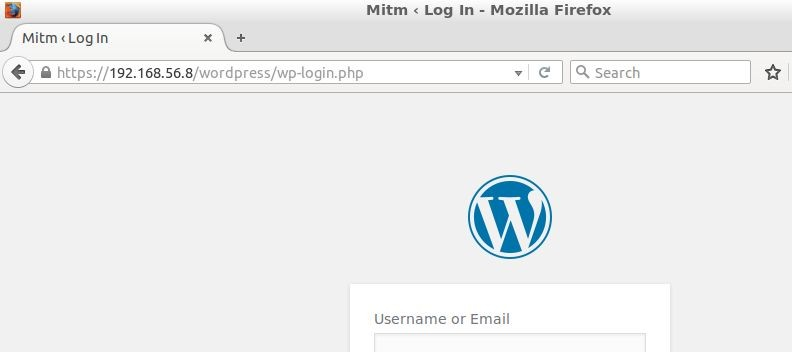 Mitm ‹ Log In - Mozilla Firefox
Mitm ‹ Log In
https://192.168.56.8/wordpress/wp-login.php
Search
Username or Email